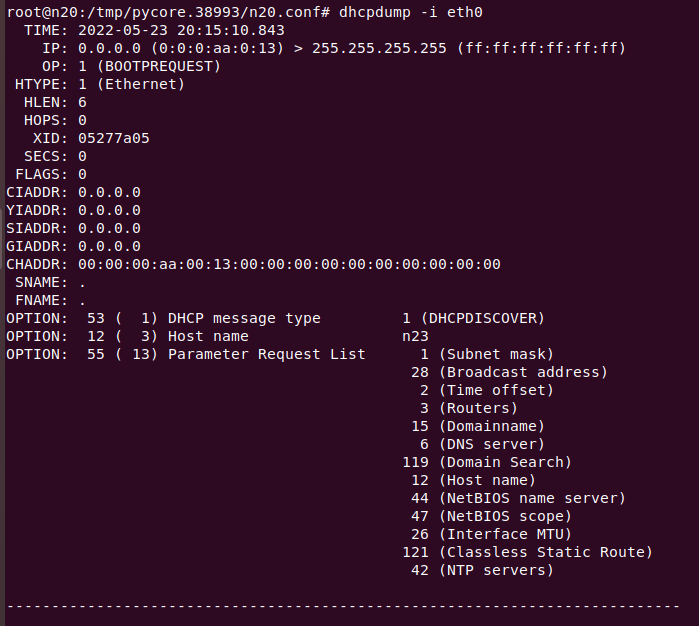 root@n20:/tmp/pycore.38993/n20.conf# dhcpdump -i eth0
  TIME: 2022-05-23 20:15:10.843
    IP: 0.0.0.0 (0:0:0:aa:0:13) > 255.255.255.255 (ff:ff:ff:ff:ff:ff)
    OP: 1 (BOOTPREQUEST)
 HTYPE: 1 (Ethernet)
  HLEN: 6
  HOPS: 0
   XID: 05277a05
  SECS: 0
 FLAGS: 0
CIADDR: 0.0.0.0
YIADDR: 0.0.0.0
SIADDR: 0.0.0.0
GIADDR: 0.0.0.0
CHADDR: 00:00:00:aa:00:13:00:00:00:00:00:00:00:00:00:00
 SNAME: .
 FNAME: .
OPTION:  53 (  1) DHCP message type         1 (DHCPDISCOVER)
OPTION:  12 (  3) Host name                 n23
OPTION:  55 ( 13) Parameter Request List      1 (Subnet mask)
                                             28 (Broadcast address)
                                              2 (Time offset)
                                              3 (Routers)
                                             15 (Domainname)
                                              6 (DNS server)
                                            119 (Domain Search)
                                             12 (Host name)
                                             44 (NetBIOS name server)
                                             47 (NetBIOS scope)
                                             26 (Interface MTU)
                                            121 (Classless Static Route)
                                             42 (NTP servers)
---------------------------------------------------------------------------